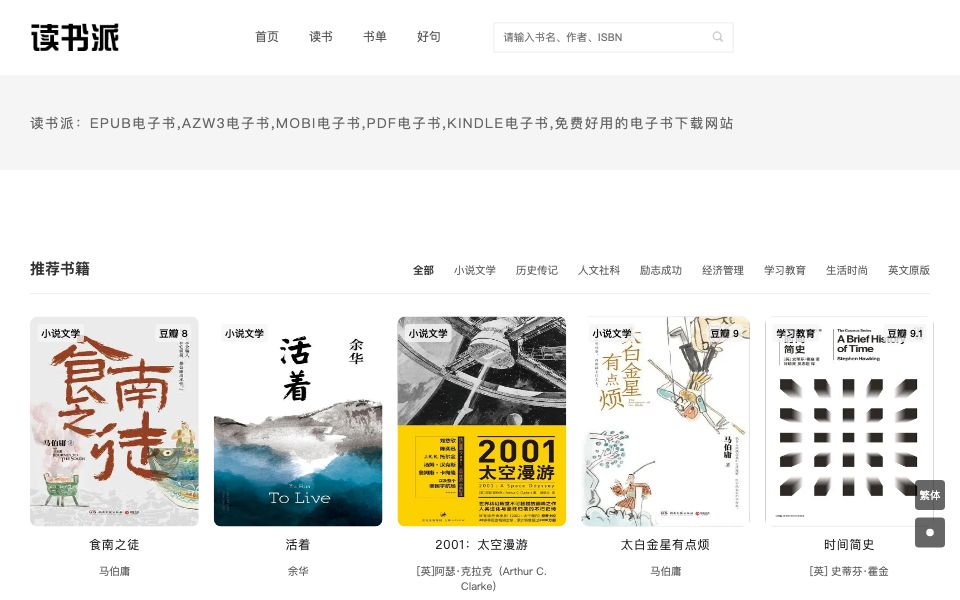 读书派
首页 读书 书单 好句
请输入书名、作者、ISBN
读书派：EPUB电子书,AZW3电子书,MOBI电子书,PDF电子书,KINDLE电子书,免费好用的电子书下载网站
推荐书籍
全部 小说文学 历史传记 人文社科 励志成功 经济管理 学习教育 生活时尚 英文原版
小说文学 豆瓣 8
食南之徒
马伯庸
小说文学
活着
余华
To Live
小说文学
2001
太空漫游
小说文学 豆瓣 9
太白金星
有点烦
马伯庸
学习教育 豆瓣 9.1
时间
简史
The Cosmos Series
A Brief History
of Time
Stephen Hawking
繁体
食南之徒
活着
2001：太空漫游
太白金星有点烦
时间简史
马伯庸
余华
[英]阿瑟·克拉克（Arthur C.
Clarke）
马伯庸
[英] 史蒂芬·霍金